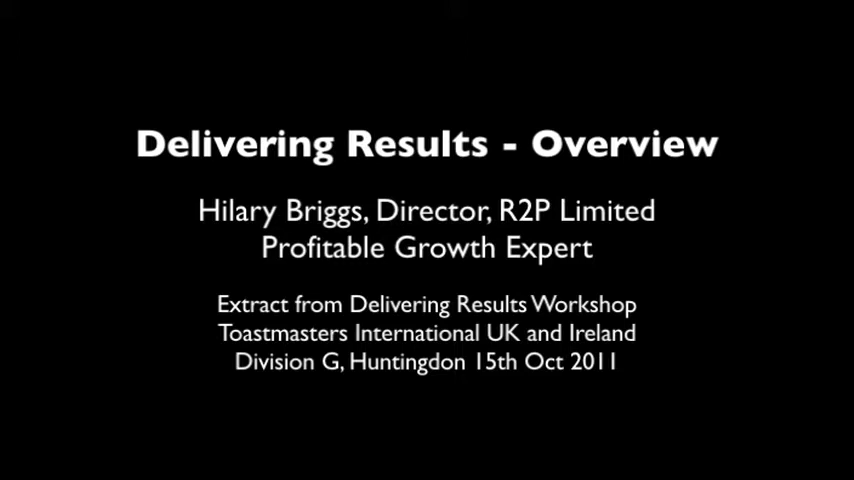 Delivering Results - Overview
Hilary Briggs, Director, R2P Limited
Profitable Growth Expert
Extract from Delivering Results Workshop
Toastmasters International UK and Ireland
Division G, Huntingdon 15th Oct 2011